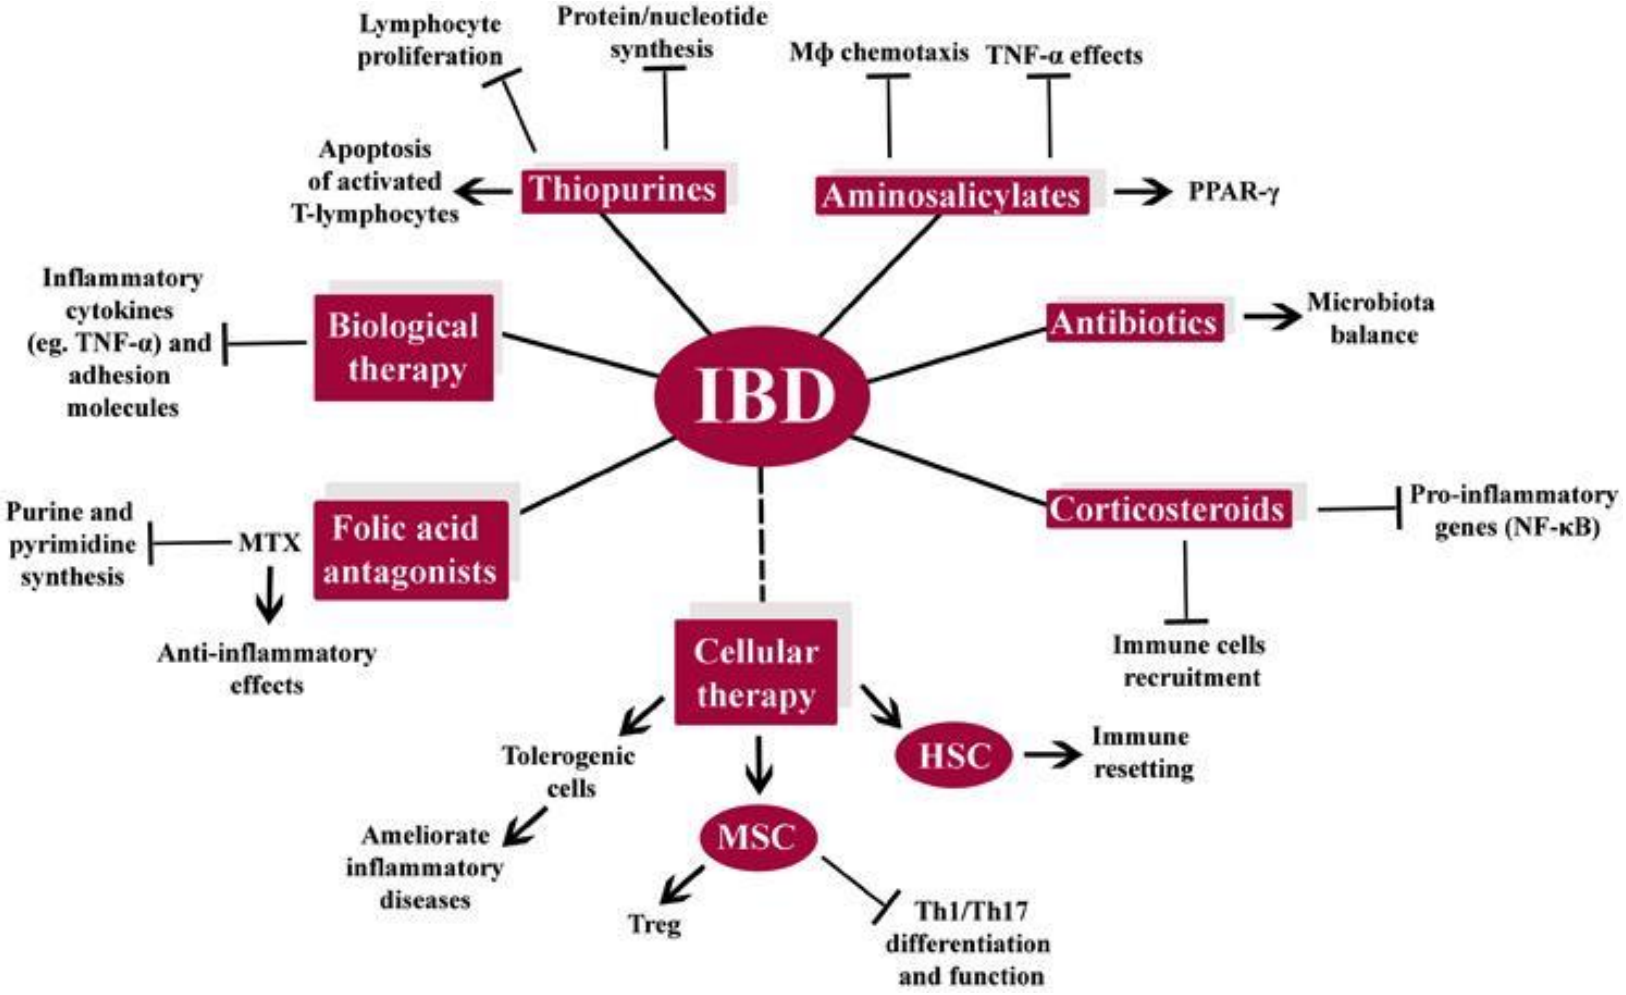 Lymphocyte
proliferation
Protein/nucleotide
synthesis
Mφ chemotaxis
TNF-α effects
Apoptosis
of activated
T-lymphocytes
Thiopurines
Aminosalicylates
PPAR-γ
Inflammatory
cytokines
(eg. TNF-α) and
adhesion
molecules
Biological
therapy
Antibiotics
Microbiota
balance
IBD
Purine and
pyrimidine
synthesis
MTX
Folic acid
antagonists
Anti-inflammatory
effects
Corticosteroids
Pro-inflammatory
genes (NF-κB)
Immune cells
recruitment
Cellular
therapy
Tolerogenic
cells
Ameliorate
inflammatory
diseases
HSC
Immune
resetting
MSC
Treg
Th1/Th17
differentiation
and function